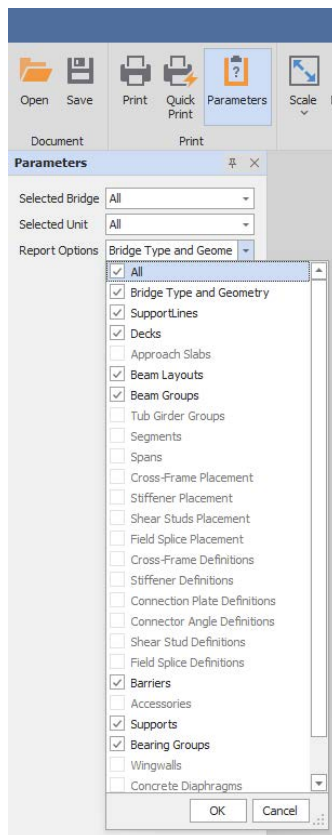 Open
Save
Print
Quick Print
Parameters
Scale
Document
Print
Parameters
Selected Bridge All
Selected Unit All
Report Options Bridge Type and Geome
All
Bridge Type and Geometry
SupportLines
Decks
Approach Slabs
Beam Layouts
Beam Groups
Tub Girder Groups
Segments
Spans
Cross-Frame Placement
Stiffener Placement
Shear Studs Placement
Field Splice Placement
Cross-Frame Definitions
Stiffener Definitions
Connection Plate Definitions
Connector Angle Definitions
Shear Stud Definitions
Field Splice Definitions
Barriers
Accessories
Supports
Bearing Groups
Wingwalls
Concrete Diaphragms
OK Cancel